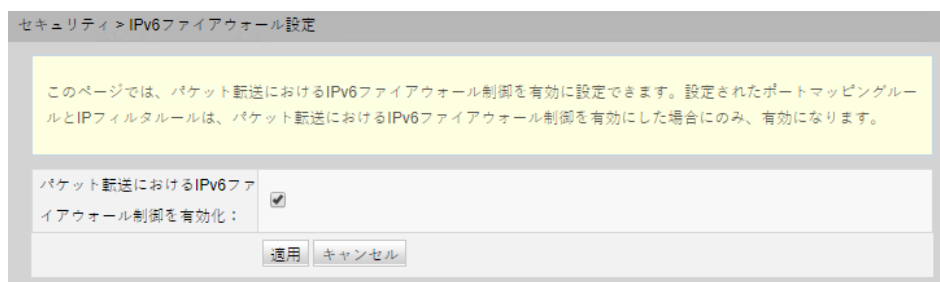 セキュリティ > IPv6ファイアウォール設定
このページでは、パケット転送におけるIPv6ファイアウォール制御を有効に設定できます。設定されたポートマッピングルー
ルとIPフィルタルールは、パケット転送におけるIPv6ファイアウォール制御を有効にした場合にのみ、有効になります。
パケット転送におけるIPv6ファ
イアウォール制御を有効化：
適用 キャンセル